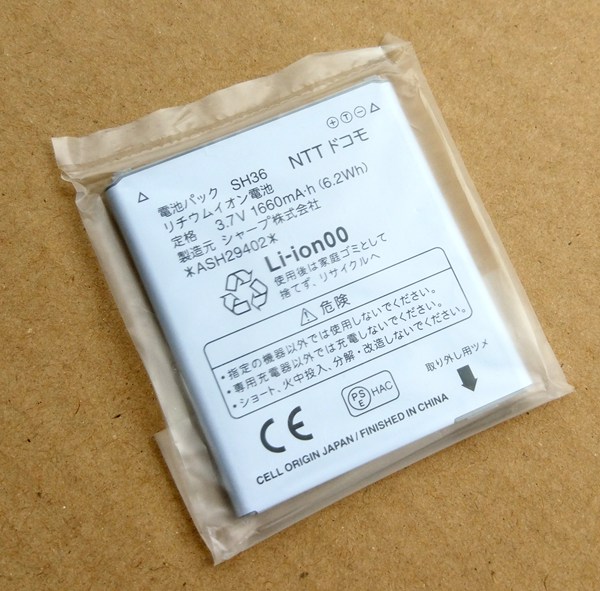 電池パック SH36 NTT ドコモ
リチウムイオン電池
定格 3.7V 1660mA·h (6.2Wh)
製造元 シャープ株式会社
*ASH29402*
Li-ion00
使用後は家庭ゴミとして
捨てず、リサイクルへ
危険
・指定の機器以外では使用しないでください。
・専用充電器以外では充電しないでください。
・ショート、火中投入、分解・改造しないでください。
取り外し用ツメ
CE
PSE HAC
CELL ORIGIN JAPAN / FINISHED IN CHINA